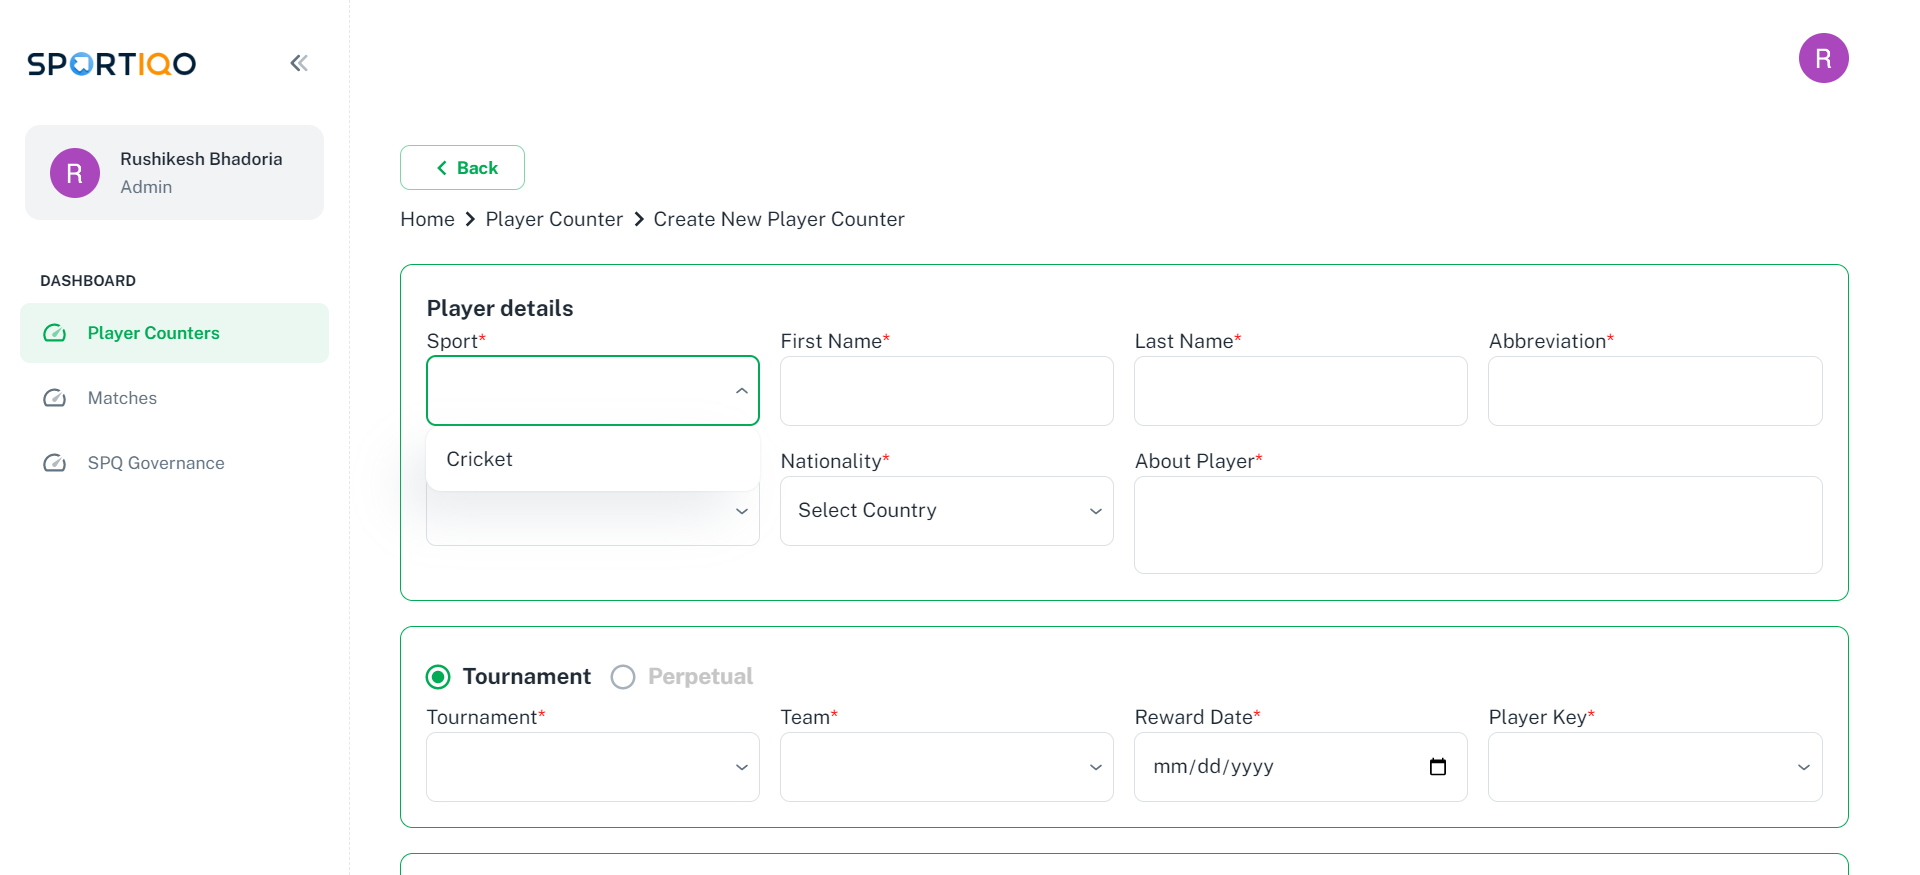 SPORTIQO
R
Rushikesh Bhadoria
Admin
DASHBOARD
Player Counters
Matches
SPQ Governance
R
Back
Home > Player Counter > Create New Player Counter
Player details
Sport* First Name* Last Name* Abbreviation*
Cricket
Nationality* About Player*
Select Country
Tournament Perpetual
Tournament* Team* Reward Date* Player Key*
mm/dd/yyyy